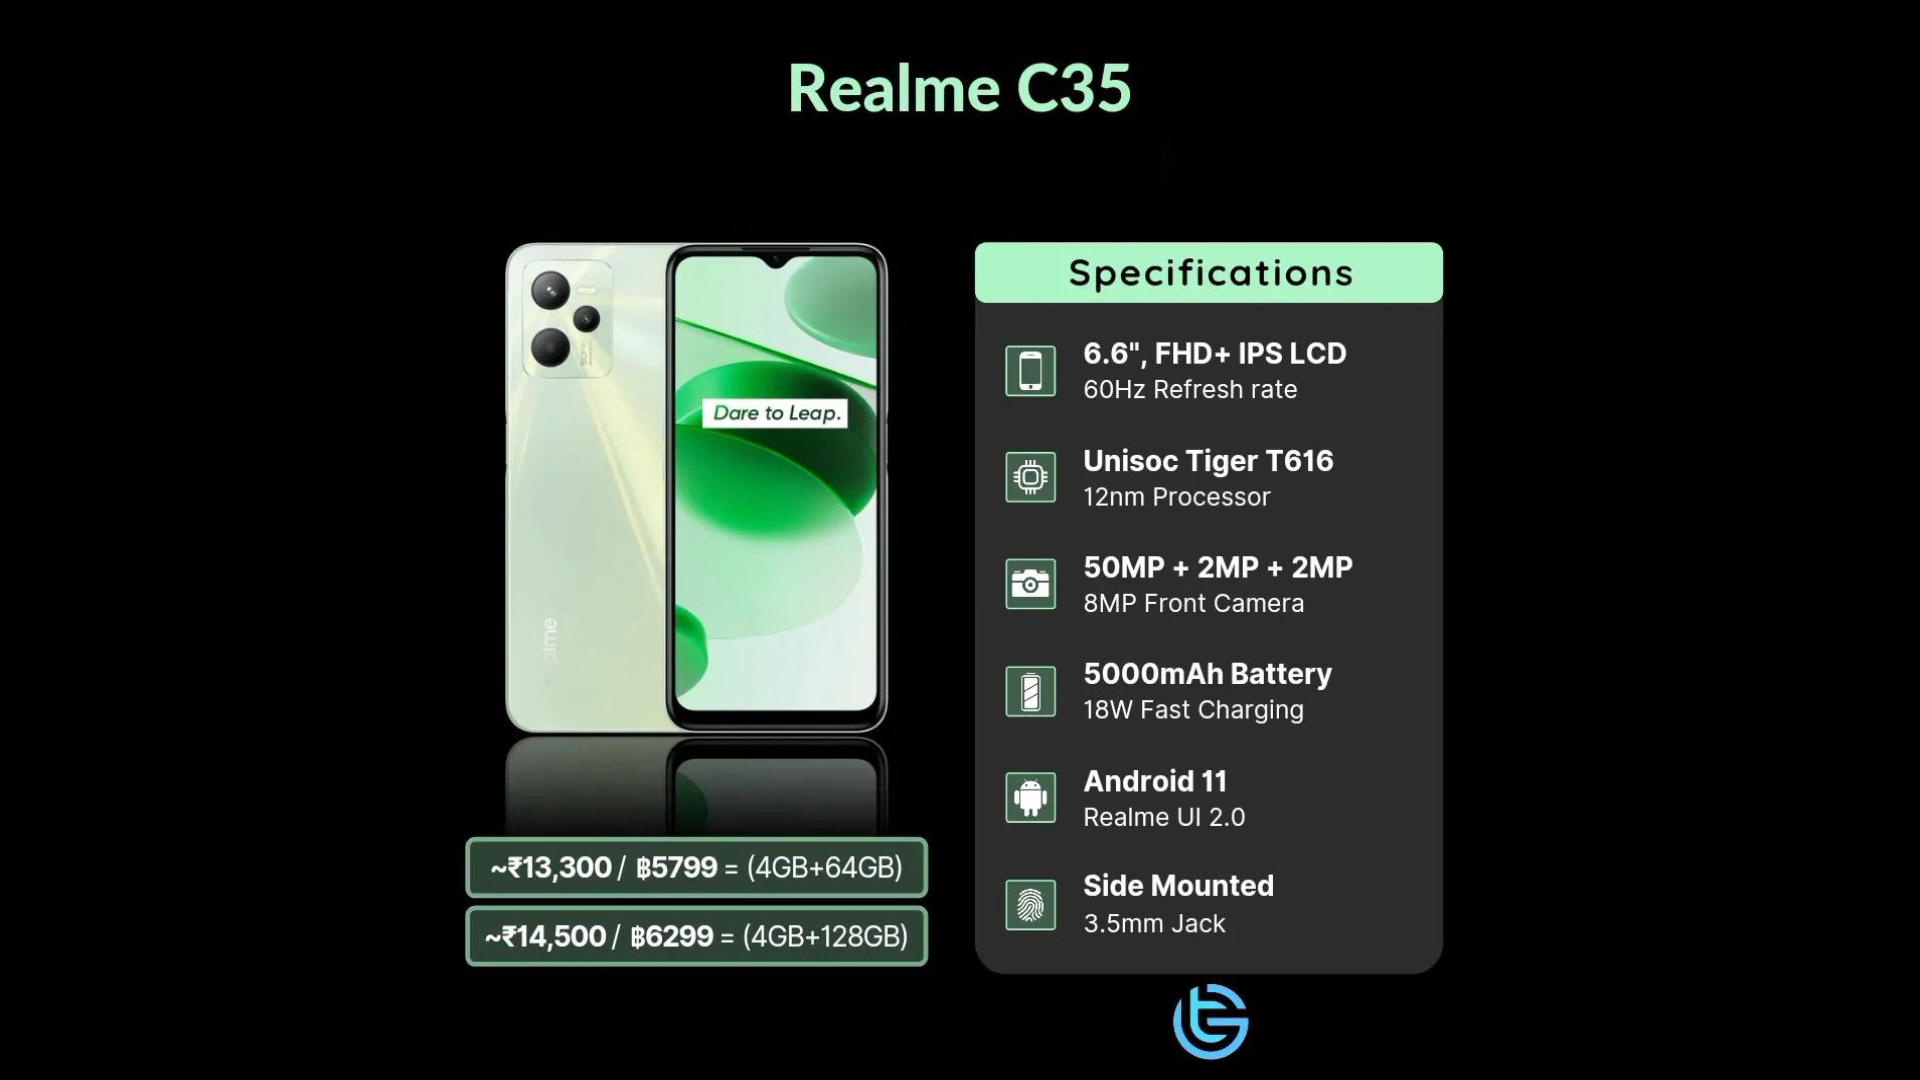 Realme C35
Dare to Leap.
realme
~₹13,300 / ฿5799 = (4GB+64GB)
~₹14,500 / ฿6299 = (4GB+128GB)
Specifications
6.6", FHD+ IPS LCD
60Hz Refresh rate
Unisoc Tiger T616
12nm Processor
50MP + 2MP + 2MP
8MP Front Camera
5000mAh Battery
18W Fast Charging
Android 11
Realme UI 2.0
Side Mounted
3.5mm Jack